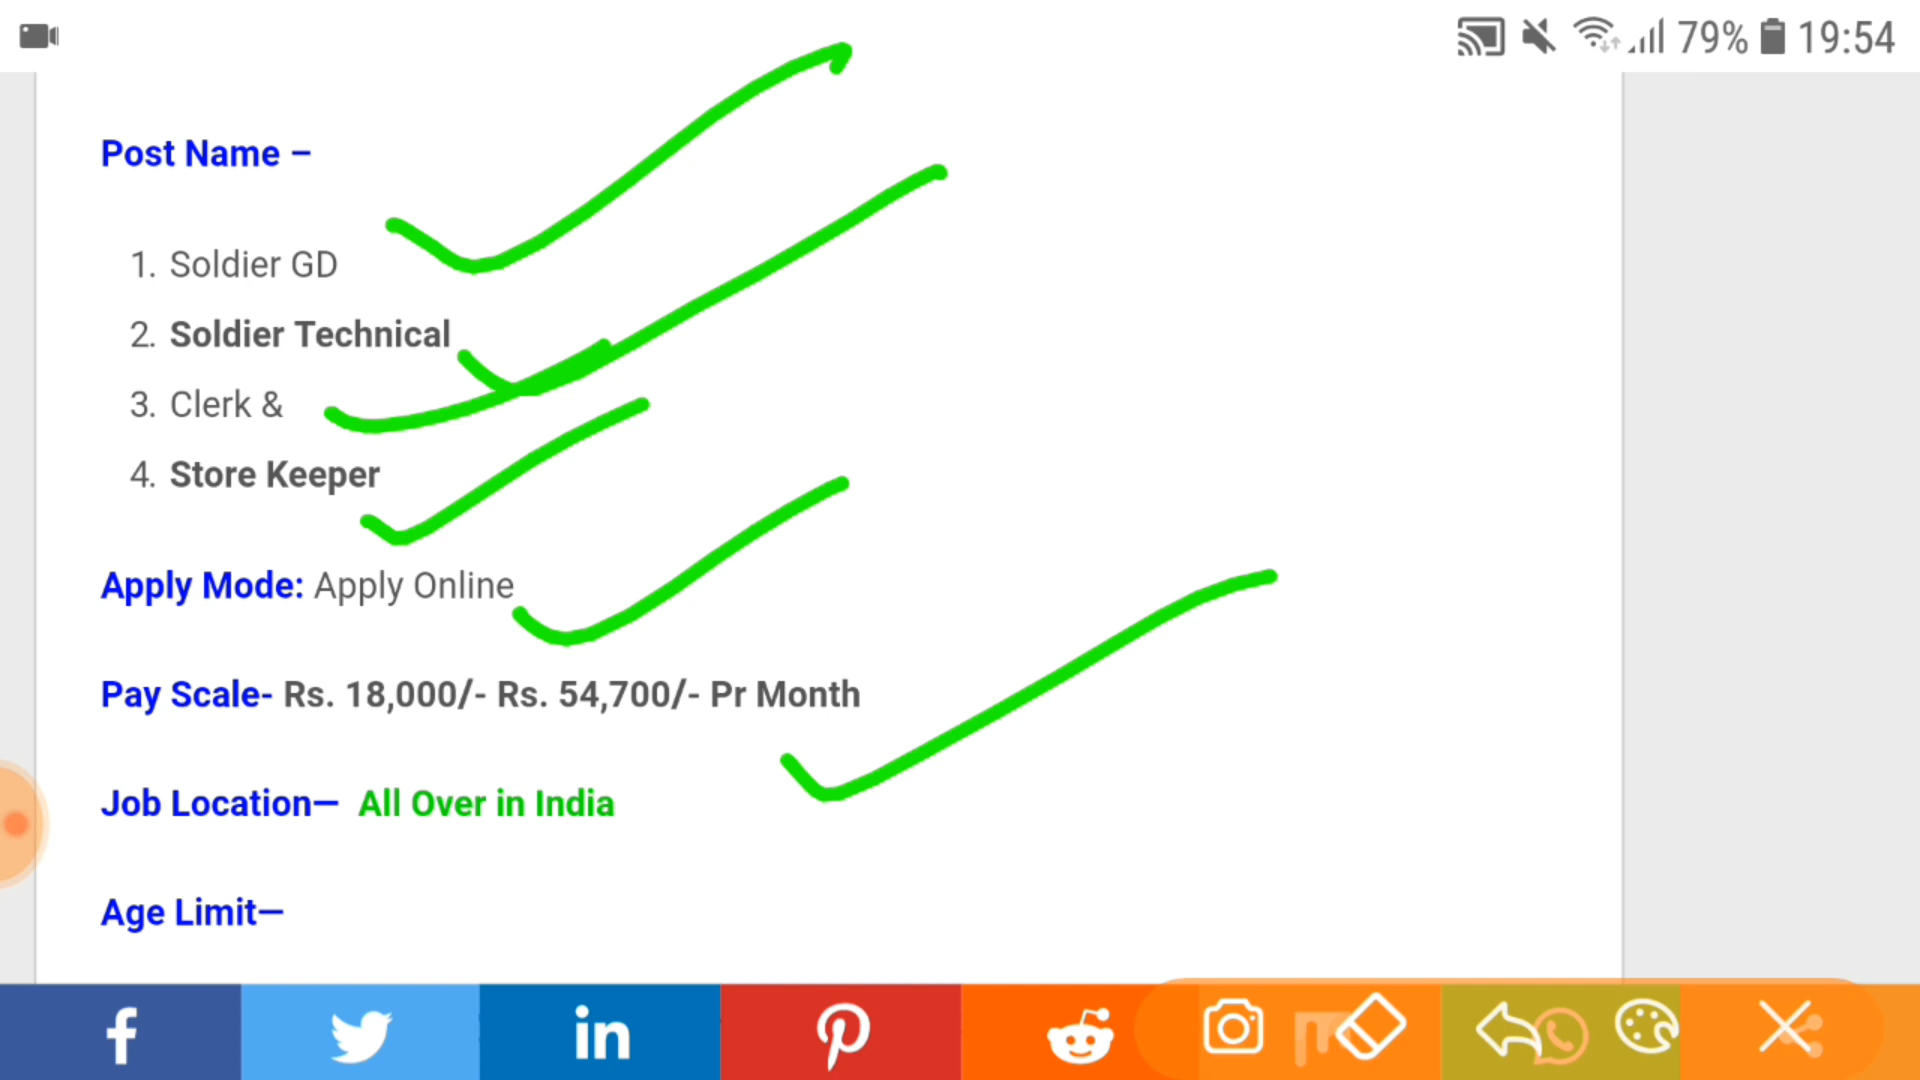 79% 19:54
Post Name –
1. Soldier GD
2. Soldier Technical
3. Clerk &
4. Store Keeper
Apply Mode: Apply Online
Pay Scale- Rs. 18,000/- Rs. 54,700/- Pr Month
Job Location— All Over in India
Age Limit—